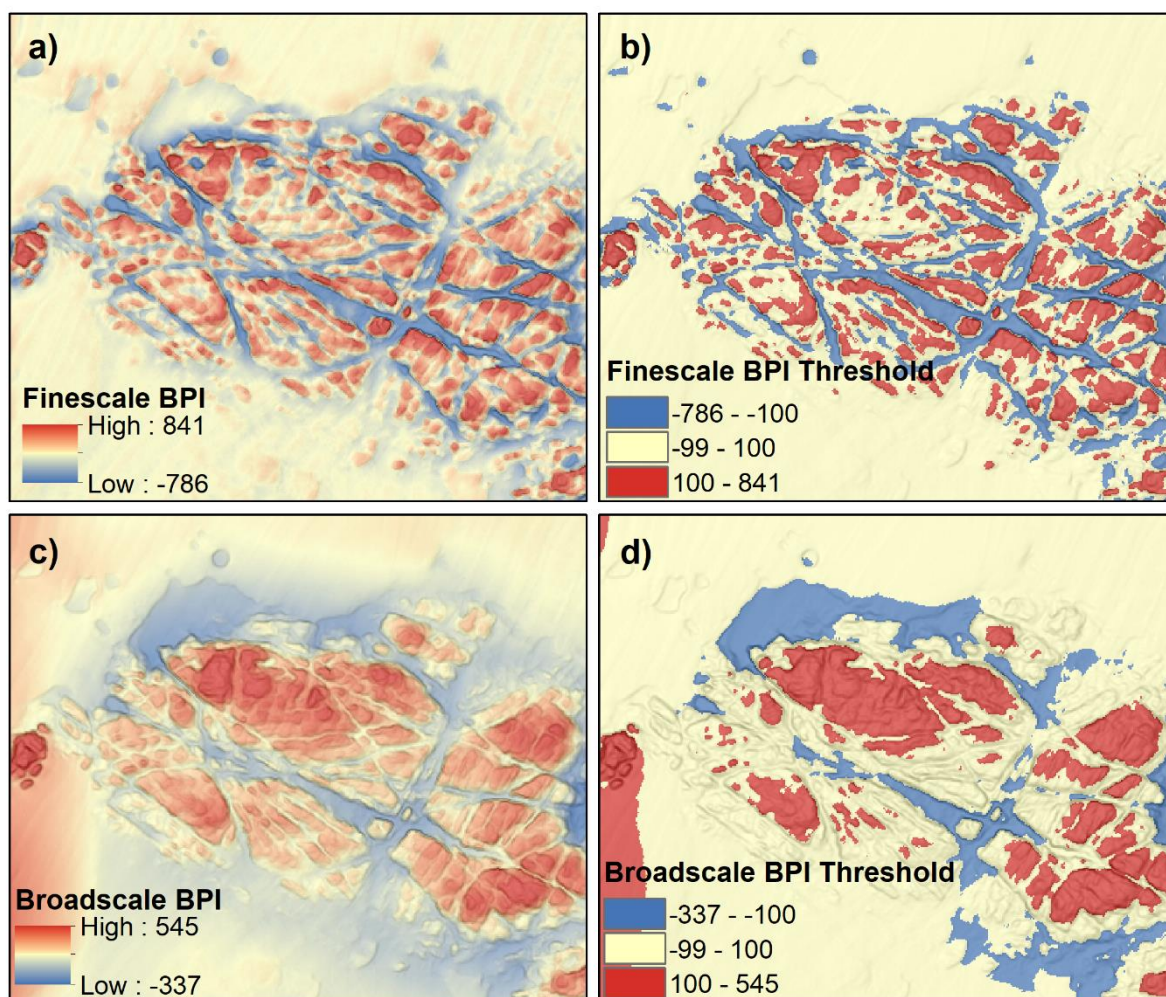 a)
Finescale BPI
High : 841
Low : -786
b)
Finescale BPI Threshold
-786 - -100
-99 - 100
100 - 841
c)
Broadscale BPI
High : 545
Low : -337
d)
Broadscale BPI Threshold
-337 - -100
-99 - 100
100 - 545